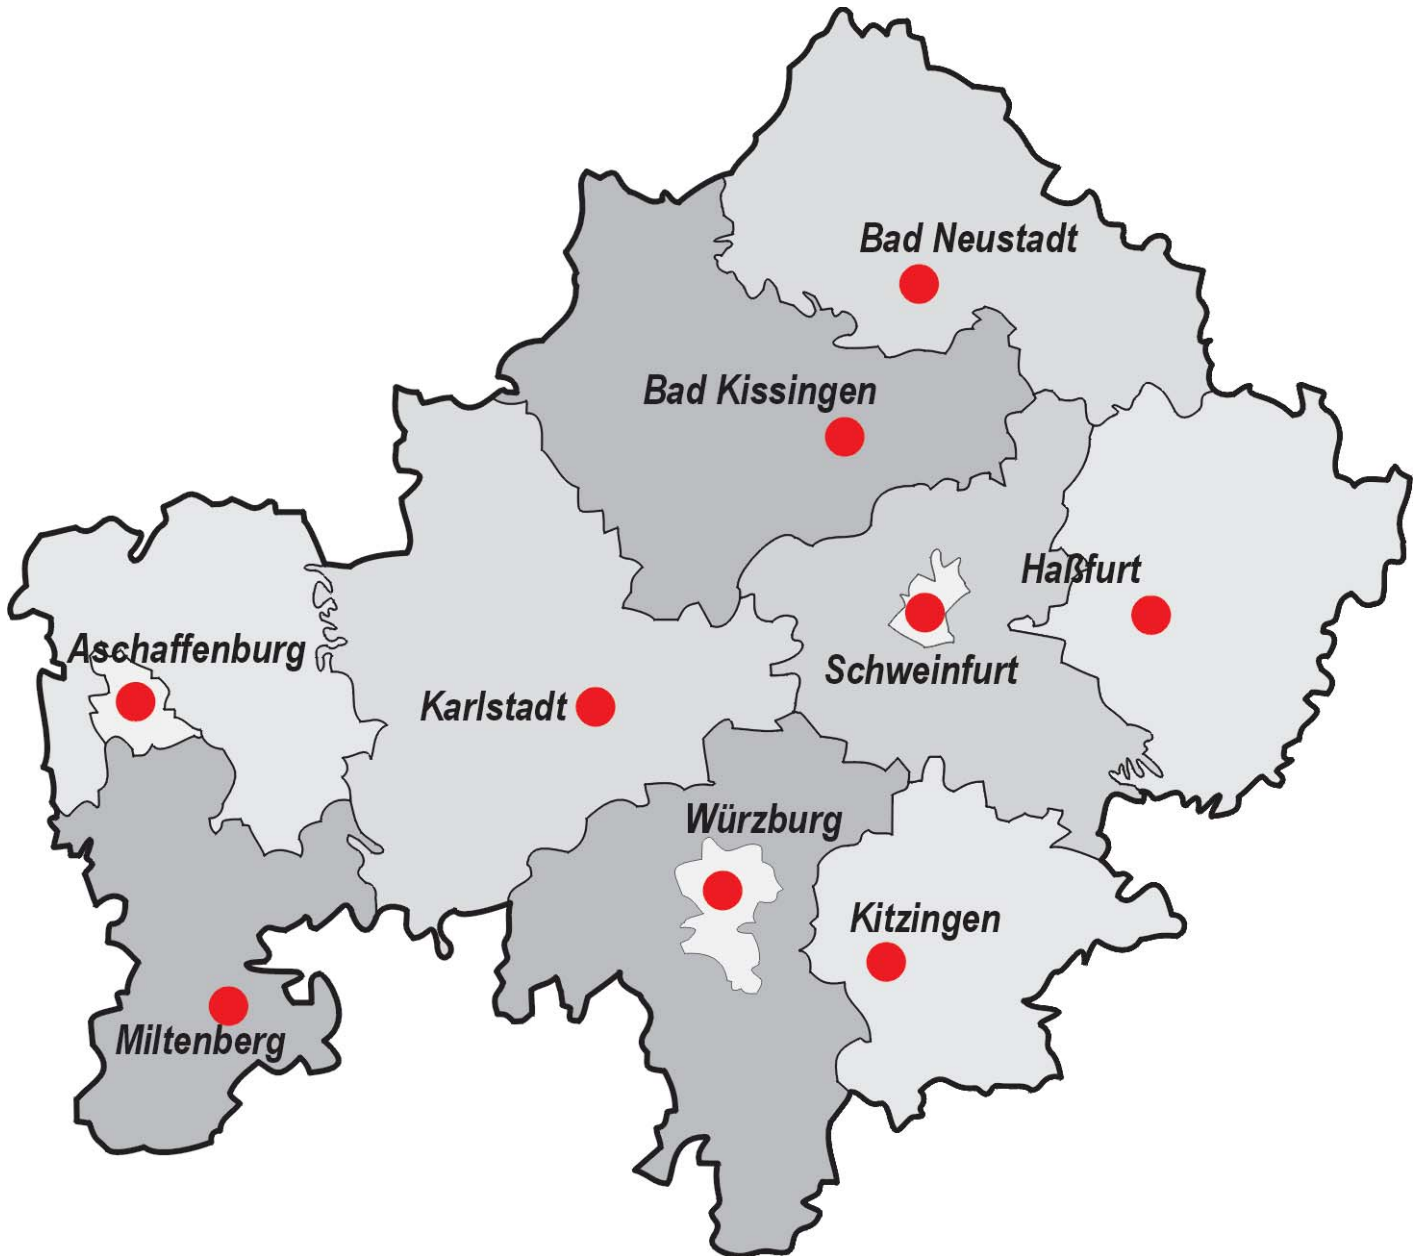 Bad Neustadt
Bad Kissingen
Haßfurt
Aschaffenburg
Schweinfurt
Karlstadt
Würzburg
Kitzingen
Miltenberg